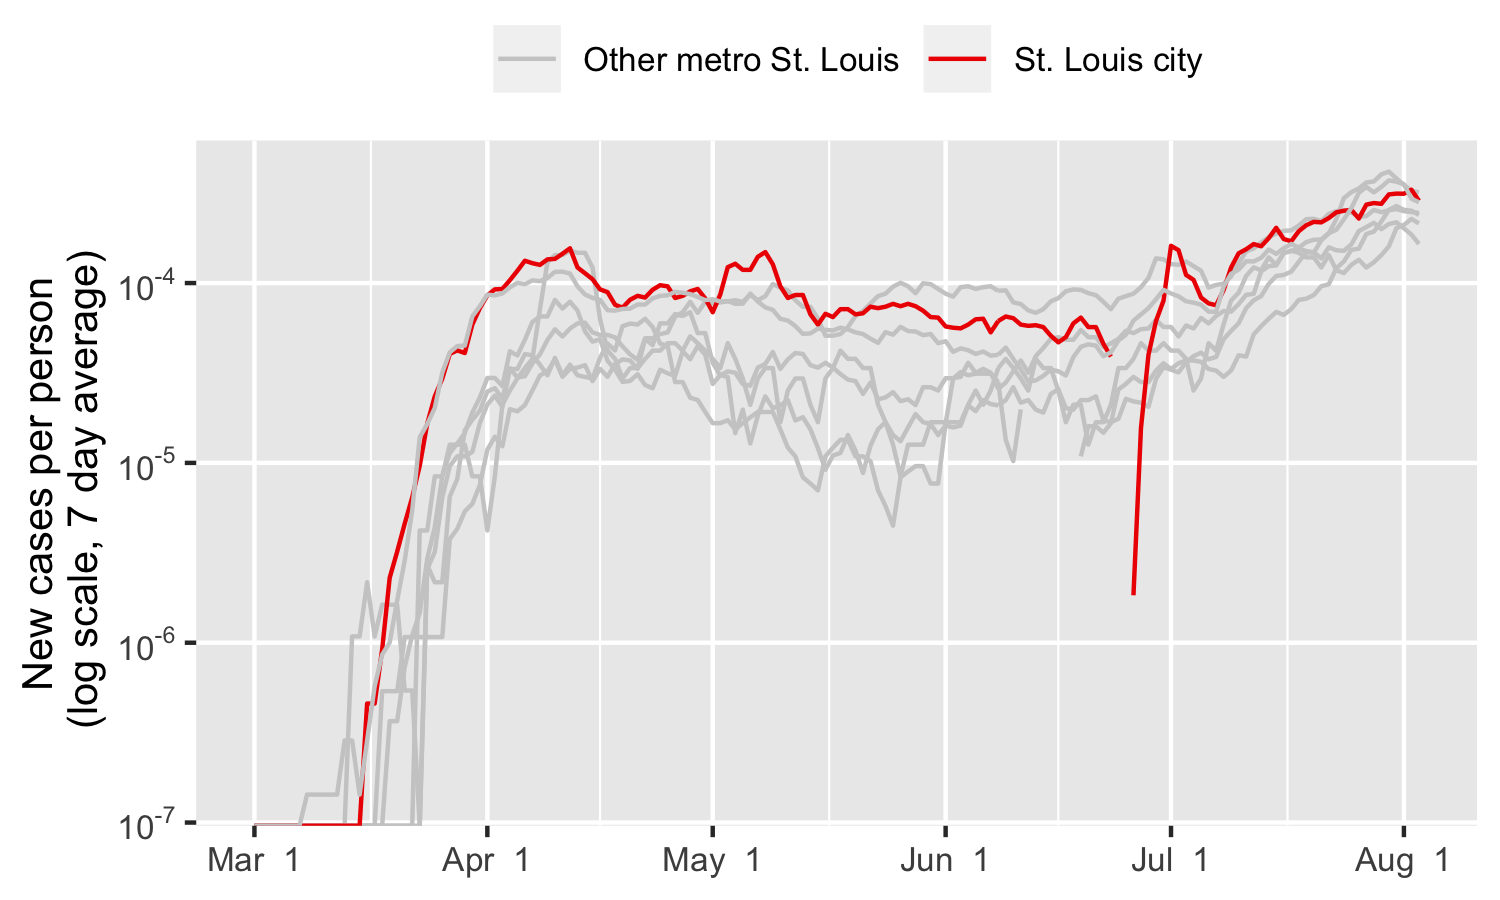 Other metro St. Louis
St. Louis city
New cases per person
(log scale, 7 day average)
10⁻⁴
10⁻⁵
10⁻⁶
10⁻⁷
Mar 1
Apr 1
May 1
Jun 1
Jul 1
Aug 1